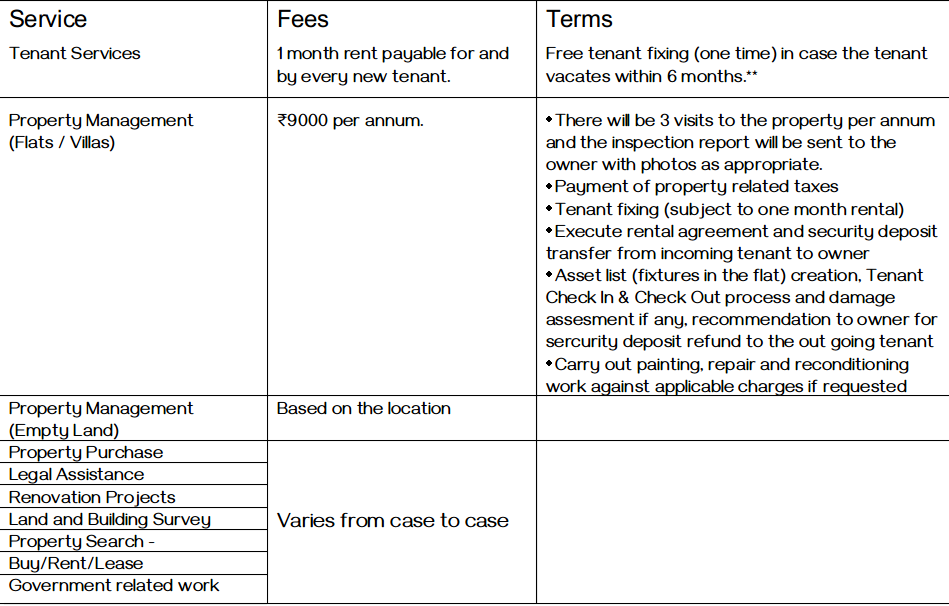 Service
Fees
Terms
Tenant Services
1 month rent payable for and
by every new tenant.
Free tenant fixing (one time) in case the tenant
vacates within 6 months.**
Property Management
(Flats / Villas)
₹9000 per annum.
•There will be 3 visits to the property per annum
and the inspection report will be sent to the
owner with photos as appropriate.
•Payment of property related taxes
•Tenant fixing (subject to one month rental)
•Execute rental agreement and security deposit
transfer from incoming tenant to owner
•Asset list (fixtures in the flat) creation, Tenant
Check In & Check Out process and damage
assesment if any, recommendation to owner for
sercurity deposit refund to the out going tenant
•Carry out painting, repair and reconditioning
work against applicable charges if requested
Property Management
(Empty Land)
Based on the location
Property Purchase
Legal Assistance
Renovation Projects
Land and Building Survey
Property Search -
Buy/Rent/Lease
Government related work
Varies from case to case